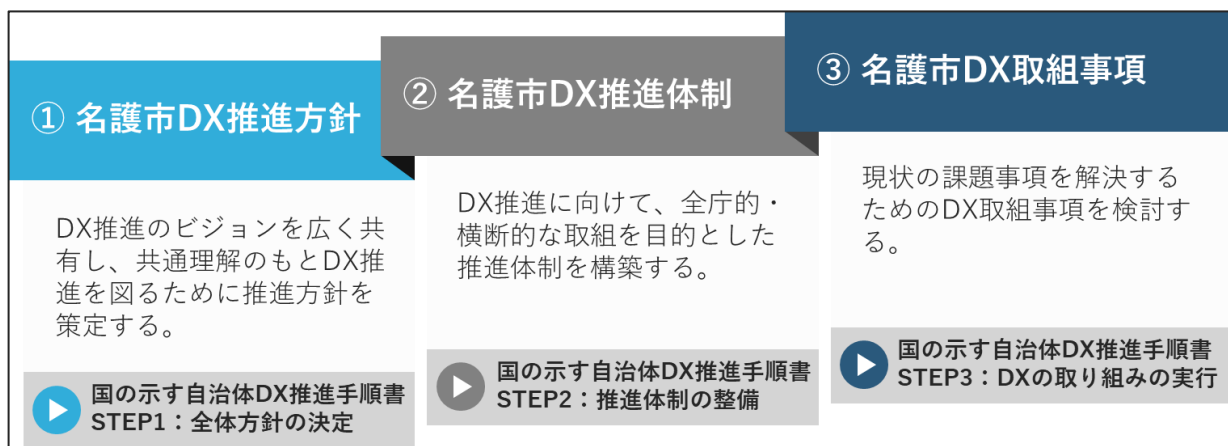 ① 名護市DX推進方針
DX推進のビジョンを広く共
有し、共通理解のもとDX推
進を図るために推進方針を
策定する。
国の示す自治体DX推進手順書
STEP1：全体方針の決定
② 名護市DX推進体制
DX推進に向けて、全庁的・
横断的な取組を目的とした
推進体制を構築する。
国の示す自治体DX推進手順書
STEP2：推進体制の整備
③ 名護市DX取組事項
現状の課題事項を解決する
ためのDX取組事項を検討す
る。
国の示す自治体DX推進手順書
STEP3：DXの取り組みの実行